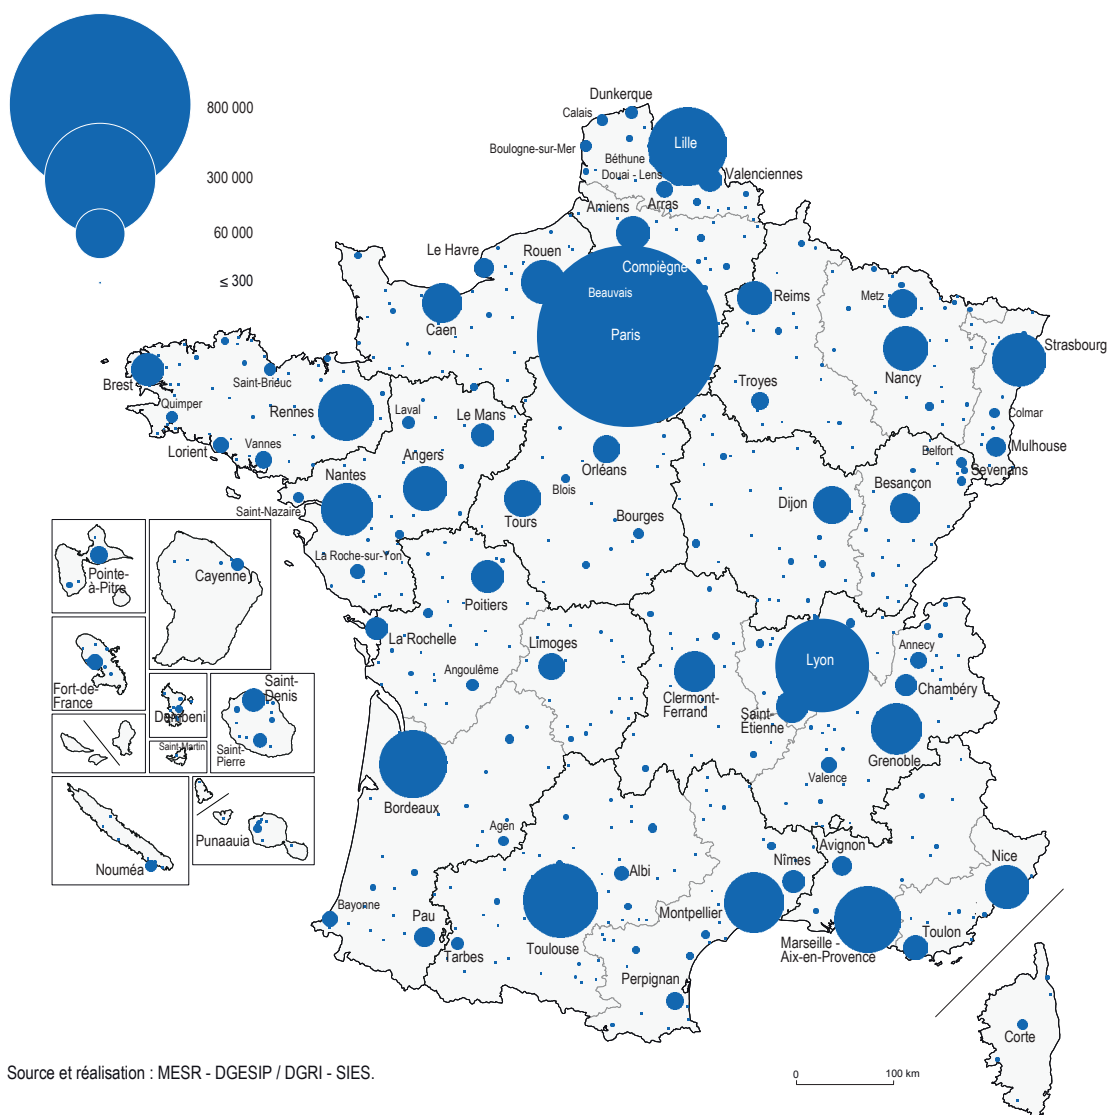 800 000
300 000
60 000
≤ 300
Dunkerque
Calais
Boulogne-sur-Mer
Lille
Béthune
Douai - Lens
Valenciennes
Arras
Amiens
Le Havre
Rouen
Compiègne
Beauvais
Paris
Caen
Reims
Metz
Strasbourg
Nancy
Brest
Saint-Brieuc
Quimper
Rennes
Laval
Le Mans
Troyes
Colmar
Mulhouse
Lorient
Vannes
Angers
Orléans
Belfort
Sevenans
Nantes
Blois
Besançon
Saint-Nazaire
Tours
Bourges
Dijon
La Roche-sur-Yon
Pointe-
à-Pitre
Cayenne
Poitiers
La Rochelle
Limoges
Lyon
Annecy
Angoulême
Clermont-
Ferrand
Chambéry
Saint-
Étienne
Grenoble
Valence
Fort-de-
France
Dembeni
Saint-
Denis
Saint-Martin
Saint-
Pierre
Bordeaux
Agen
Punaauia
Nouméa
Albi
Nîmes
Avignon
Nice
Bayonne
Pau
Tarbes
Toulouse
Montpellier
Marseille -
Aix-en-Provence
Toulon
Perpignan
Corte
Source et réalisation : MESR - DGESIP / DGRI - SIES.
0
100 km